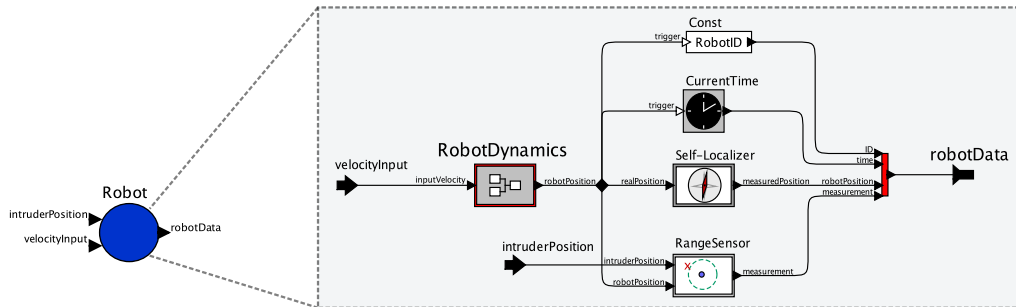 Robot
intruderPosition
velocityInput
robotData
Const
trigger
RobotID
CurrentTime
trigger
RobotDynamics
velocityInput
inputVelocity
robotPosition
Self-Localizer
realPosition
measuredPosition
ID
time
robotPosition
measurement
robotData
intruderPosition
RangeSensor
intruderPosition
robotPosition
x
measurement